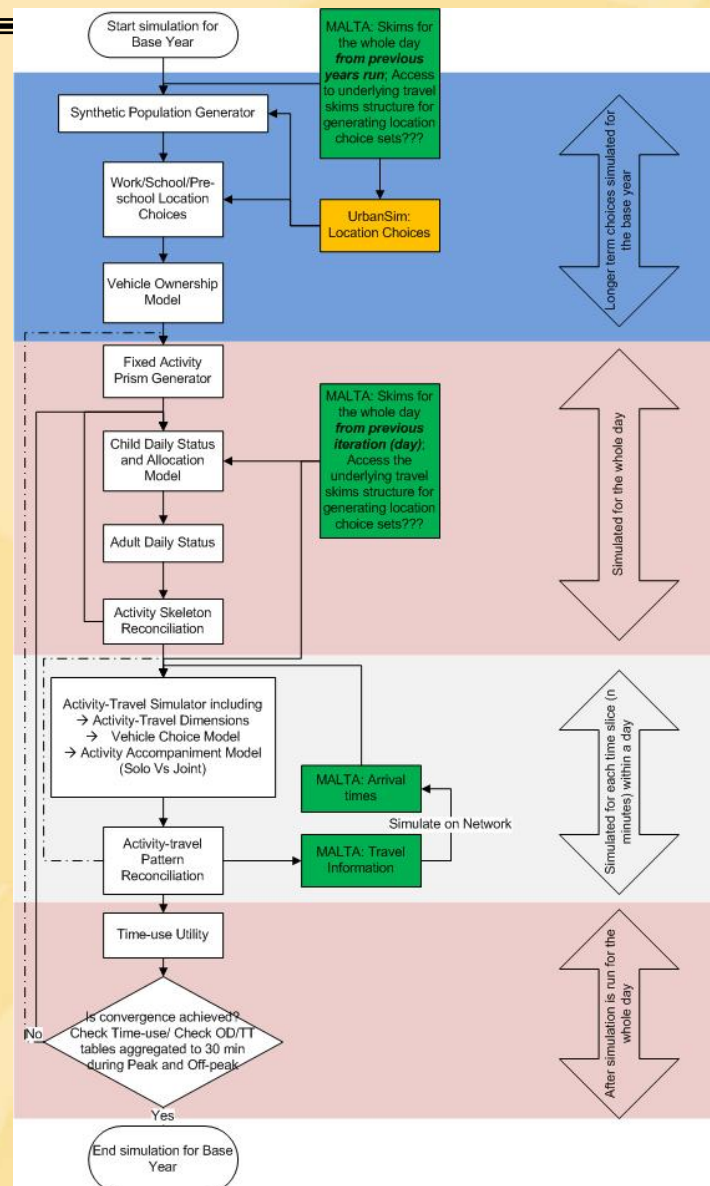 Start simulation for
Base Year
MALTA: Skims for
the whole day
from previous
years run; Access
to underlying travel
skims structure for
generating location
choice sets???
Synthetic Population Generator
Work/School/Pre-
school Location
Choices
UrbanSim:
Location Choices
Vehicle Ownership
Model
Longer term choices simulated for
the base year
Fixed Activity
Prism Generator
MALTA: Skims for
the whole day
from previous
iteration (day);
Access the
underlying travel
skims structure for
generating location
choice sets???
Child Daily Status
and Allocation
Model
Adult Daily Status
Activity Skeleton
Reconciliation
Simulated for the whole day
Activity-Travel Simulator including
→ Activity-Travel Dimensions
→ Vehicle Choice Model
→ Activity Accompaniment Model
(Solo Vs Joint)
MALTA: Arrival
times
Simulate on Network
Activity-travel
Pattern
Reconciliation
MALTA: Travel
Information
Simulated for each time slice (n
minutes) within a day
Time-use Utility
Is convergence achieved?
Check Time-use/ Check OD/TT
tables aggregated to 30 min
during Peak and Off-peak
No
Yes
After simulation is run for the
whole day
End simulation for Base
Year